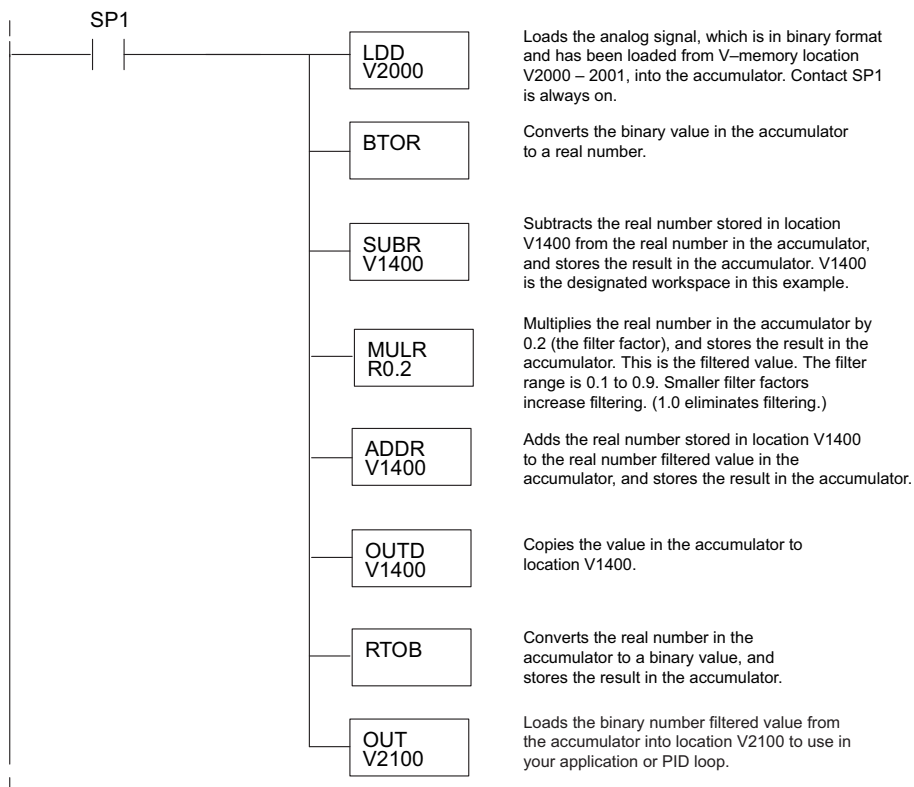 SP1
LDD
V2000
Loads the analog signal, which is in binary format
and has been loaded from V–memory location
V2000 – 2001, into the accumulator. Contact SP1
is always on.
BTOR
Converts the binary value in the accumulator
to a real number.
SUBR
V1400
Subtracts the real number stored in location
V1400 from the real number in the accumulator,
and stores the result in the accumulator. V1400
is the designated workspace in this example.
MULR
R0.2
Multiplies the real number in the accumulator by
0.2 (the filter factor), and stores the result in the
accumulator. This is the filtered value. The filter
range is 0.1 to 0.9. Smaller filter factors
increase filtering. (1.0 eliminates filtering.)
ADDR
V1400
Adds the real number stored in location V1400
to the real number filtered value in the
accumulator, and stores the result in the accumulator.
OUTD
V1400
Copies the value in the accumulator to
location V1400.
RTOB
Converts the real number in the
accumulator to a binary value, and
stores the result in the accumulator.
OUT
V2100
Loads the binary number filtered value from
the accumulator into location V2100 to use in
your application or PID loop.